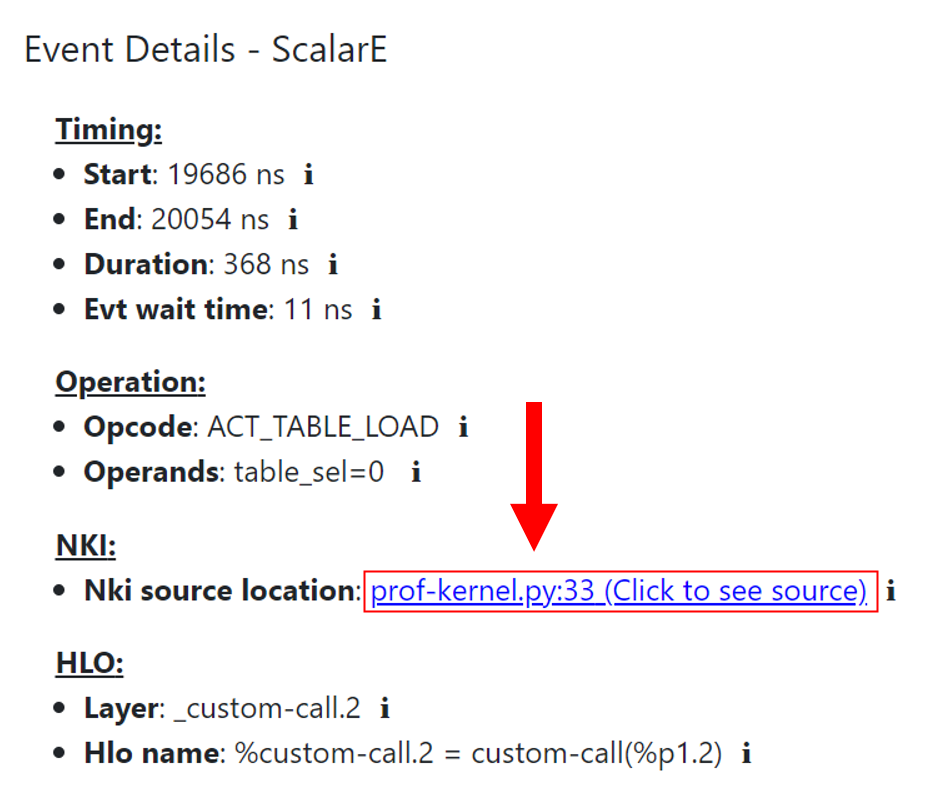 Event Details - ScalarE
Timing:
• Start: 19686 ns i
• End: 20054 ns i
• Duration: 368 ns i
• Evt wait time: 11 ns i
Operation:
• Opcode: ACT_TABLE_LOAD i
• Operands: table_sel=0 i
NKI:
• Nki source location: prof-kernel.py:33 (Click to see source) i
HLO:
• Layer: _custom-call.2 i
• Hlo name: %custom-call.2 = custom-call(%p1.2) i